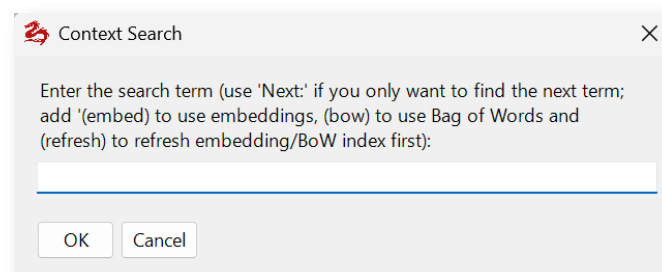 Context Search
Enter the search term (use 'Next:' if you only want to find the next term;
add '(embed) to use embeddings, (bow) to use Bag of Words and
(refresh) to refresh embedding/BoW index first):
OK Cancel